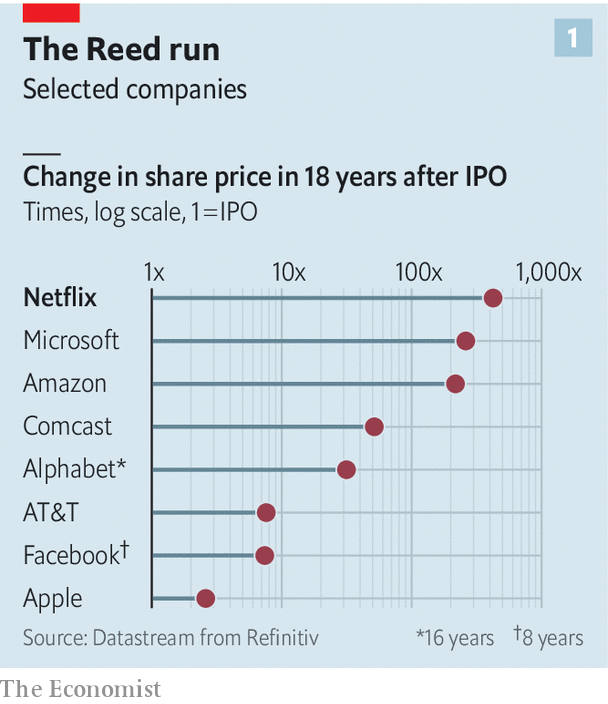 1
The Reed run
Selected companies
Change in share price in 18 years after IPO
Times, log scale, 1=IPO
1x 10x 100x 1,000x
Netflix
Microsoft
Amazon
Comcast
Alphabet*
AT&T
Facebook†
Apple
Source: Datastream from Refinitiv *16 years †8 years
The Economist